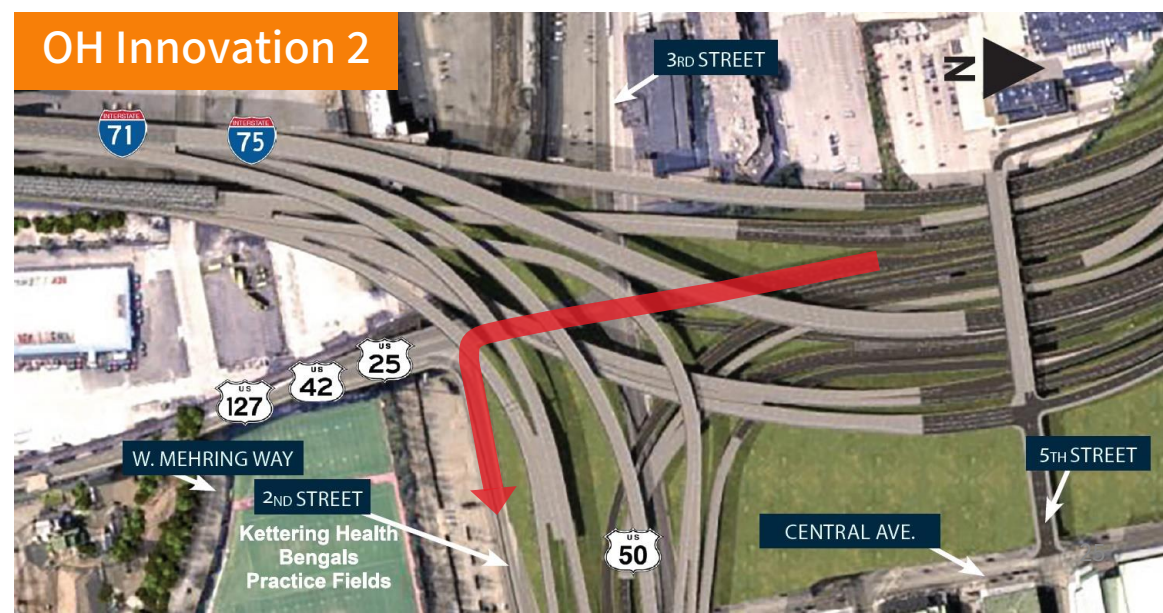 OH Innovation 2
3RD STREET
N
INTERSTATE
71
INTERSTATE
75
US
25
US
42
US
127
W. MEHRING WAY
2ND STREET
5TH STREET
Kettering Health
Bengals
Practice Fields
US
50
CENTRAL AVE.